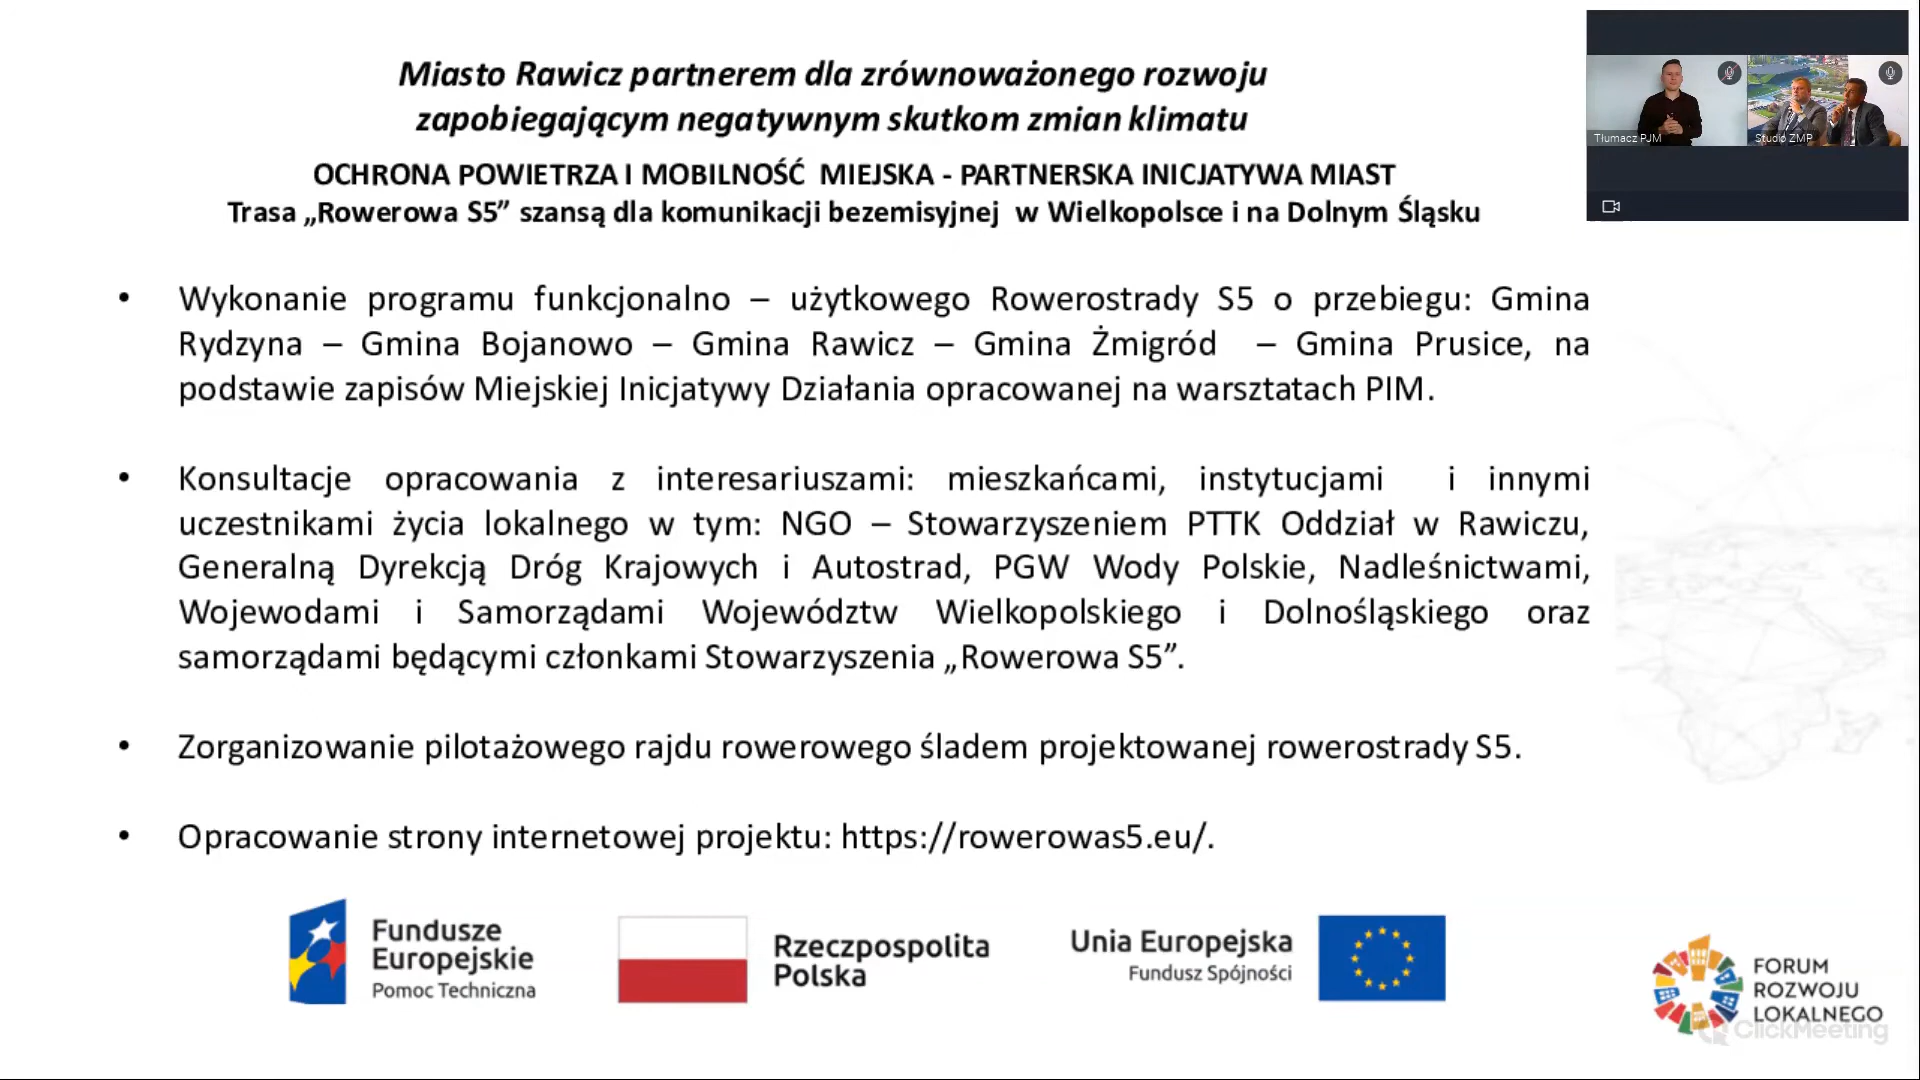 Miasto Rawicz partnerem dla zrównoważonego rozwoju
zapobiegającym negatywnym skutkom zmian klimatu
OCHRONA POWIETRZA I MOBILNOŚĆ MIEJSKA - PARTNERSKA INICJATYWA MIAST
Trasa „Rowerowa S5” szansą dla komunikacji bezemisyjnej w Wielkopolsce i na Dolnym Śląsku
Tłumacz PJM
Studio ZMP
• Wykonanie programu funkcjonalno – użytkowego Rowerostrady S5 o przebiegu: Gmina
Rydzyna – Gmina Bojanowo – Gmina Rawicz – Gmina Żmigród – Gmina Prusice, na
podstawie zapisów Miejskiej Inicjatywy Działania opracowanej na warsztatach PIM.
• Konsultacje opracowania z interesariuszami: mieszkańcami, instytucjami i innymi
uczestnikami życia lokalnego w tym: NGO – Stowarzyszeniem PTTK Oddział w Rawiczu,
Generalną Dyrekcją Dróg Krajowych i Autostrad, PGW Wody Polskie, Nadleśnictwami,
Wojewodami i Samorządami Województw Wielkopolskiego i Dolnośląskiego oraz
samorządami będącymi członkami Stowarzyszenia „Rowerowa S5”.
• Zorganizowanie pilotażowego rajdu rowerowego śladem projektowanej rowerostrady S5.
• Opracowanie strony internetowej projektu: https://rowerowas5.eu/.
Fundusze
Europejskie
Pomoc Techniczna
Rzeczpospolita
Polska
Unia Europejska
Fundusz Spójności
FORUM
ROZWOJU
LOKALNEGO
ClickMeeting